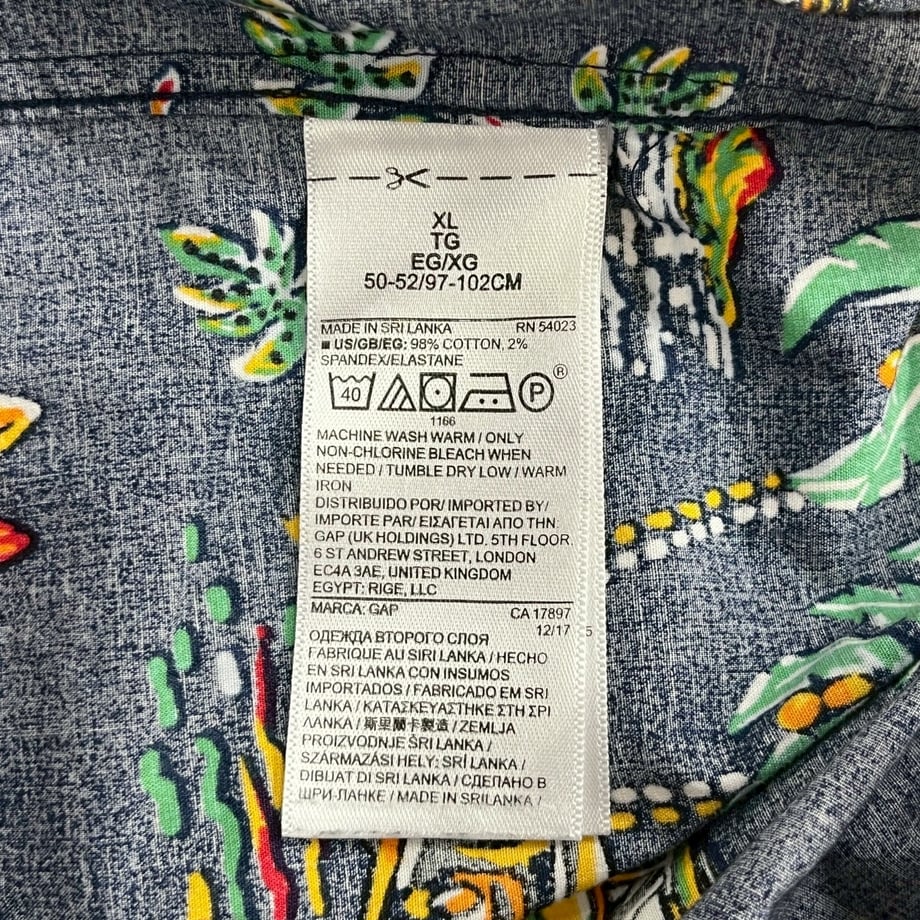 XL
TG
EG/XG
50-52/97-102CM
MADE IN SRI LANKA RN 54023
■ US/GB/EG: 98% COTTON, 2%
SPANDEX/ELASTANE
40 P ®
1166
MACHINE WASH WARM / ONLY
NON-CHLORINE BLEACH WHEN
NEEDED / TUMBLE DRY LOW / WARM
IRON
DISTRIBUIDO POR/ IMPORTED BY/
IMPORTE PAR/ ΕΙΣΑΓΕΤΑΙ ΑΠΟ ΤΗΝ:
GAP (UK HOLDINGS) LTD. 5TH FLOOR
6 ST ANDREW STREET, LONDON
EC4A 3AE, UNITED KINGDOM
EGYPT: RIGE, LLC
MARCA: GAP CA 17897
12/17 5
ОДЕЖДА ВТОРОГО СЛОЯ
FABRIQUE AU SIRI LANKA / HECHO
EN SRI LANKA CON INSUMOS
IMPORTADOS / FABRICADO EM SRI
LANKA / ΚΑΤΑΣΚΕΥΑΣΤΗΚΕ ΣΤΗ ΣΡΙ
ΛΑΝΚΑ / 斯里蘭卡製造 / ZEMLJA
PROIZVODNJE ŠRI LANKA /
SZÁRMAZÁSI HELY: SRÍ LANKA /
DIBUAT DI SRI LANKA / СДЕЛАНО В
ШРИ-ЛАНКЕ / MADE IN SRILANKA /